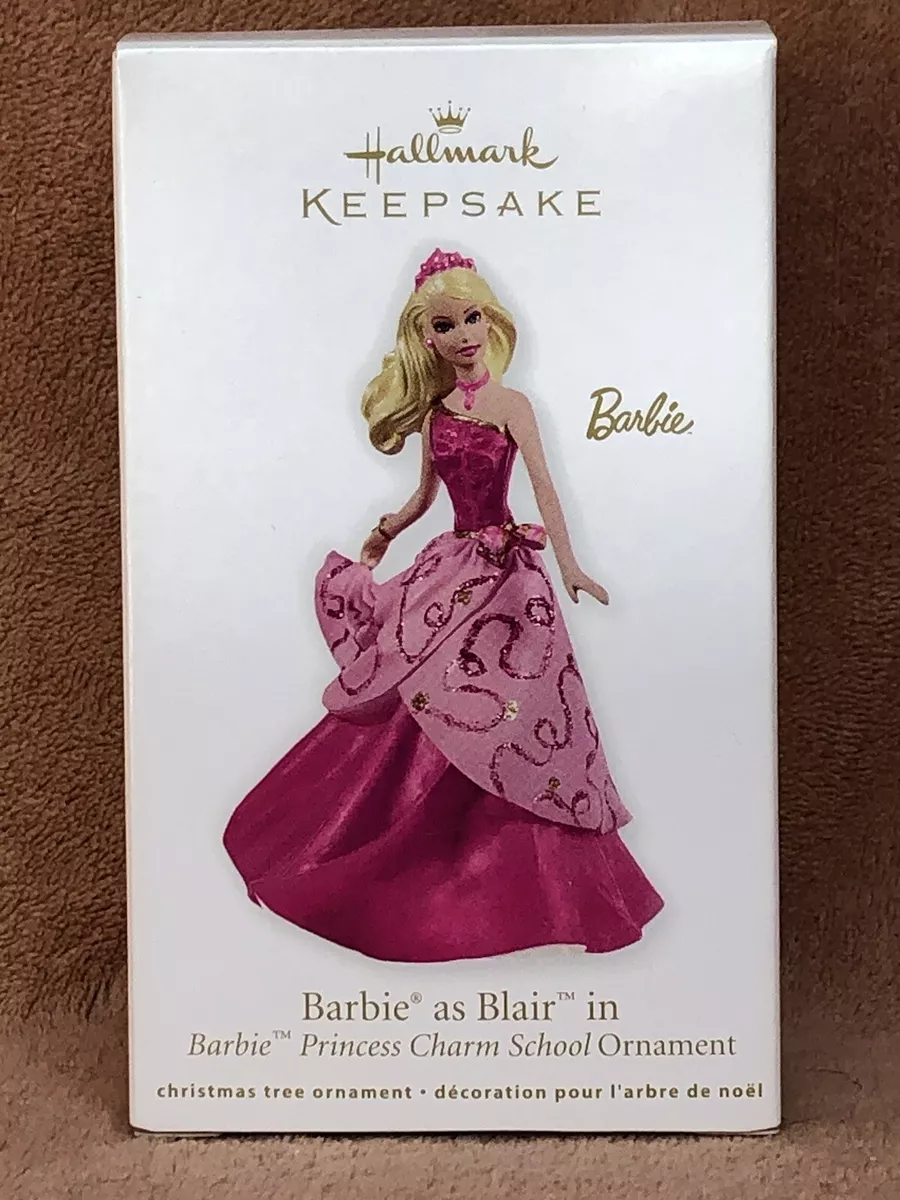 Hallmark
KEEPSAKE
Barbie™
Barbie® as Blair™ in
Barbie™ Princess Charm School Ornament
christmas tree ornament • décoration pour l'arbre de noël